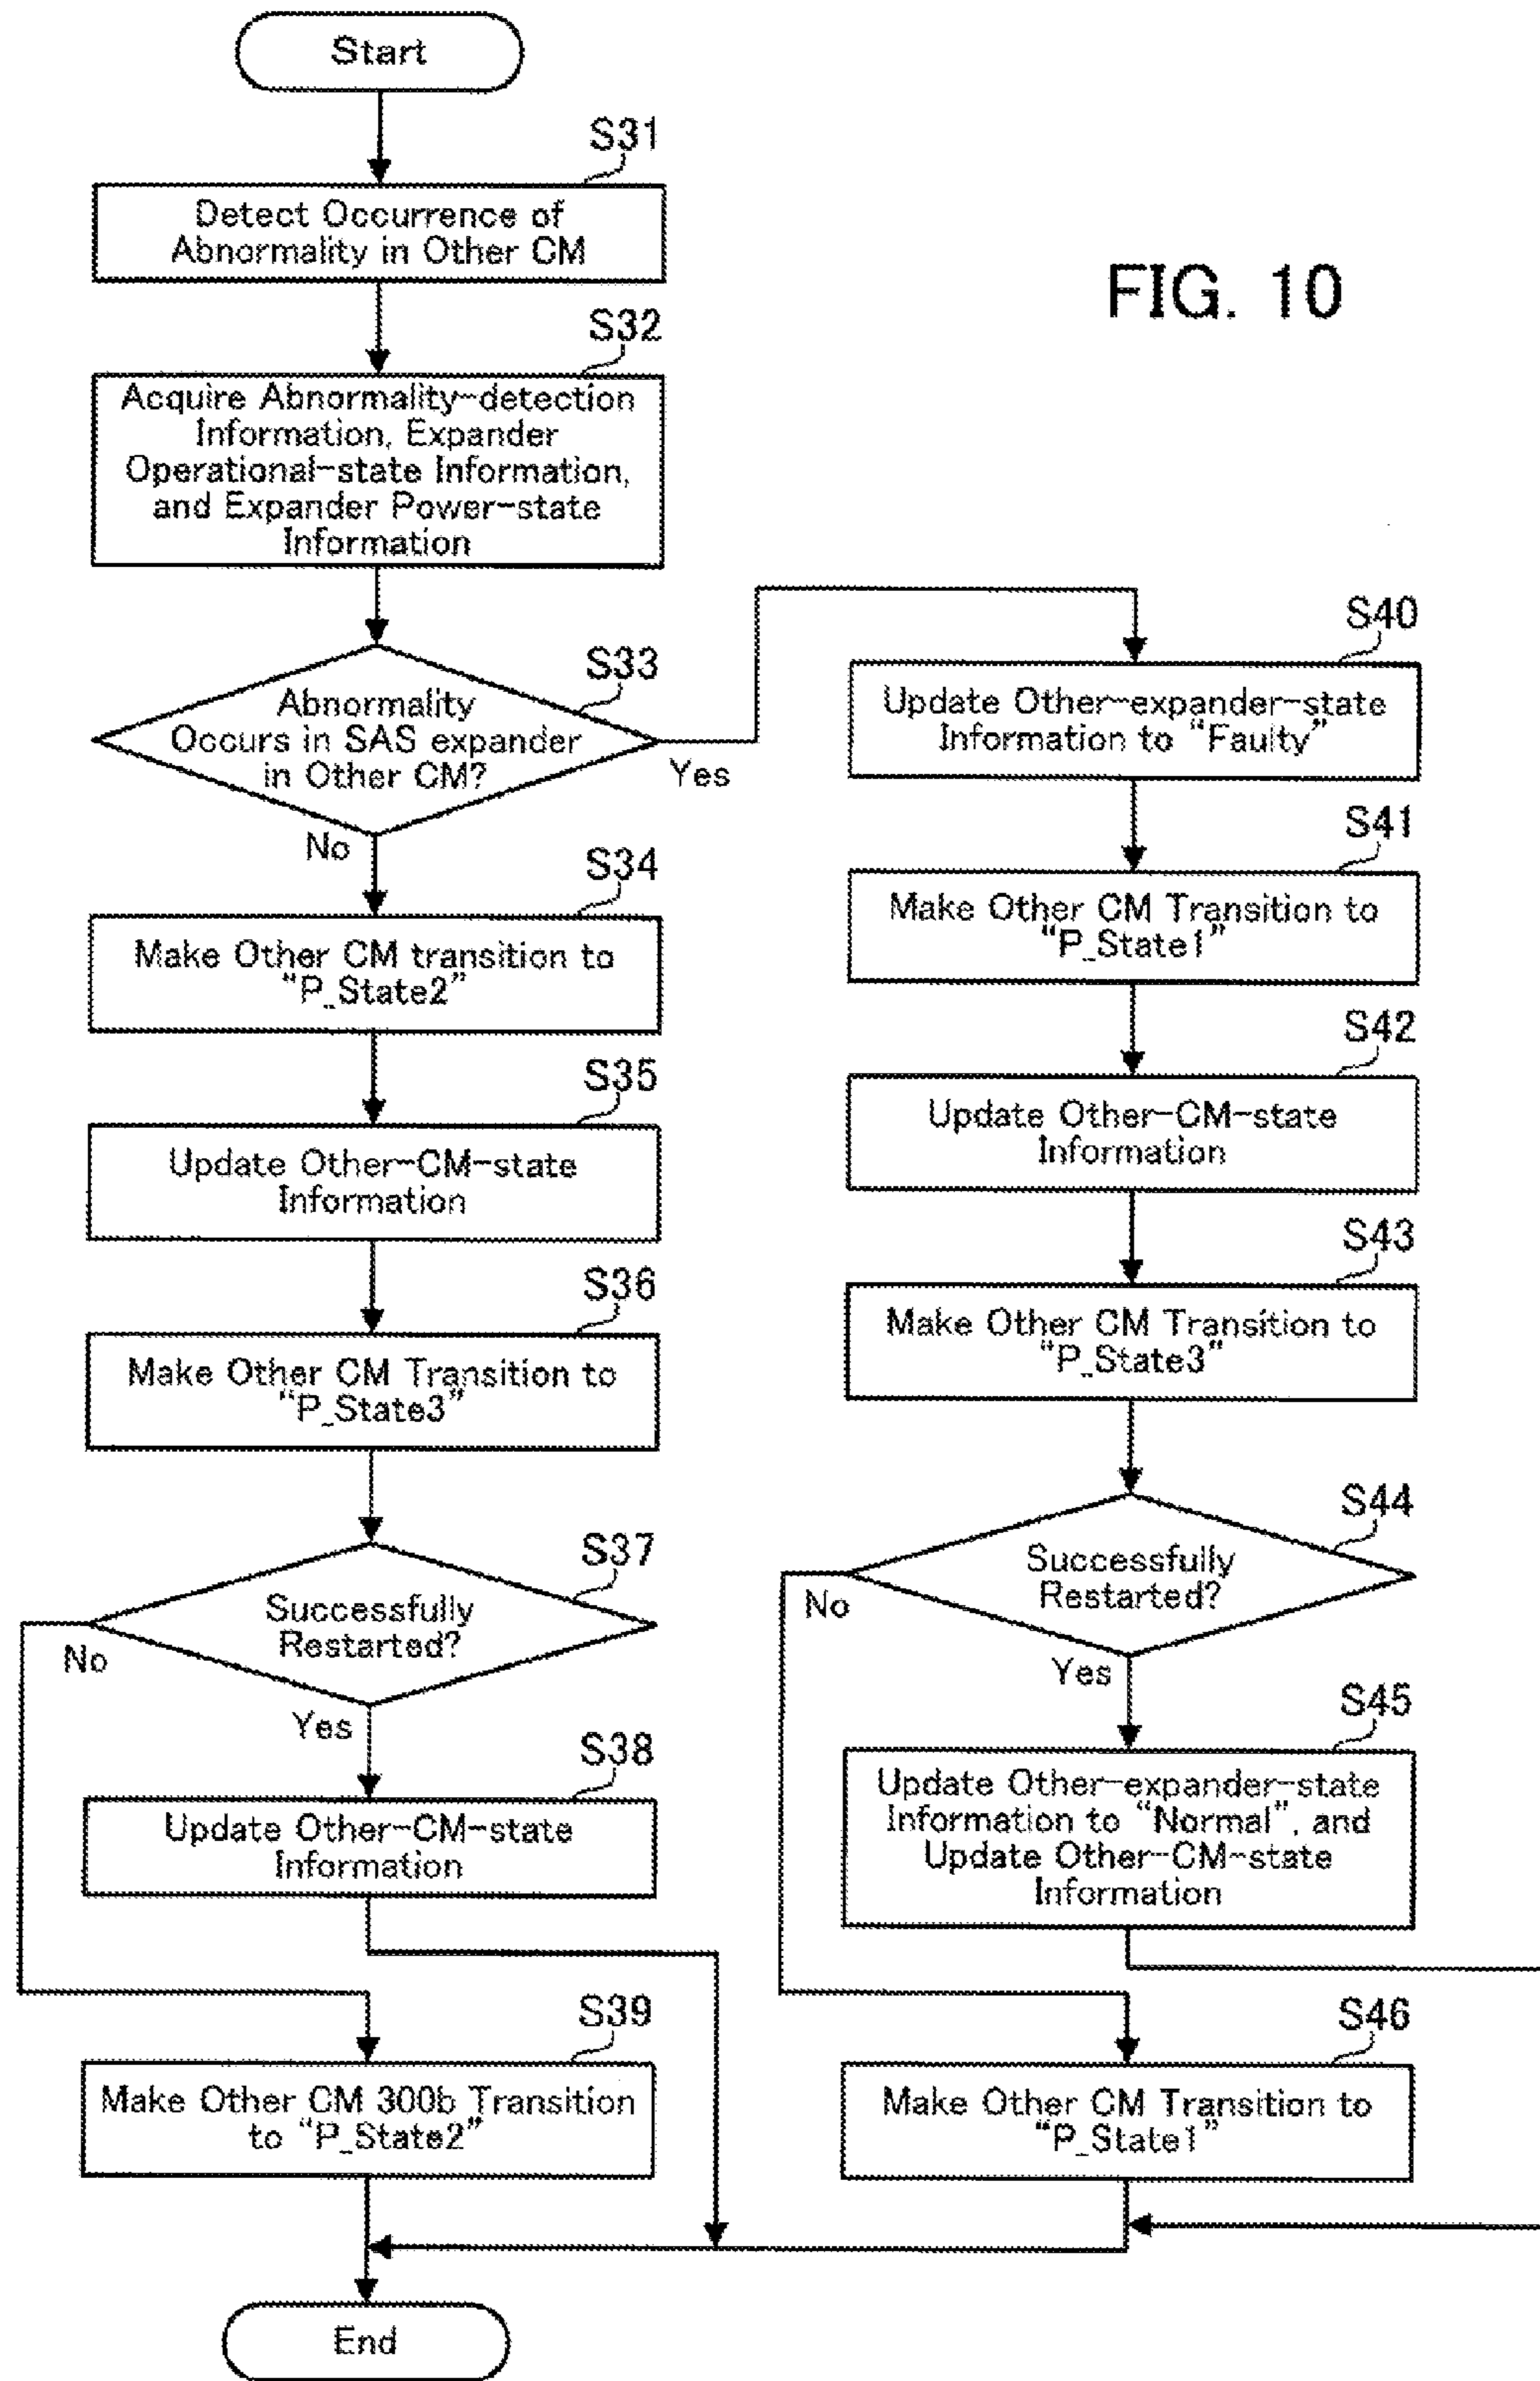 Start
S31
Detect Occurrence of
Abnormality in Other CM
FIG. 10
S32
Acquire Abnormality-detection
Information, Expander
Operational-state Information,
and Expander Power-state
Information
S33
Abnormality
Occurs in SAS expander
in Other CM?
Yes
No
S34
Make Other CM transition to
“P_State2”
S35
Update Other-CM-state
Information
S36
Make Other CM Transition to
“P_State3”
S37
Successfully
Restarted?
No
Yes
S38
Update Other-CM-state
Information
S39
Make Other CM 300b Transition
to “P_State2”
S40
Update Other-expander-state
Information to “Faulty”
S41
Make Other CM Transition to
“P_State1”
S42
Update Other-CM-state
Information
S43
Make Other CM Transition to
“P_State3”
S44
Successfully
Restarted?
No
Yes
S45
Update Other-expander-state
Information to “Normal”, and
Update Other-CM-state
Information
S46
Make Other CM Transition to
“P_State1”
End